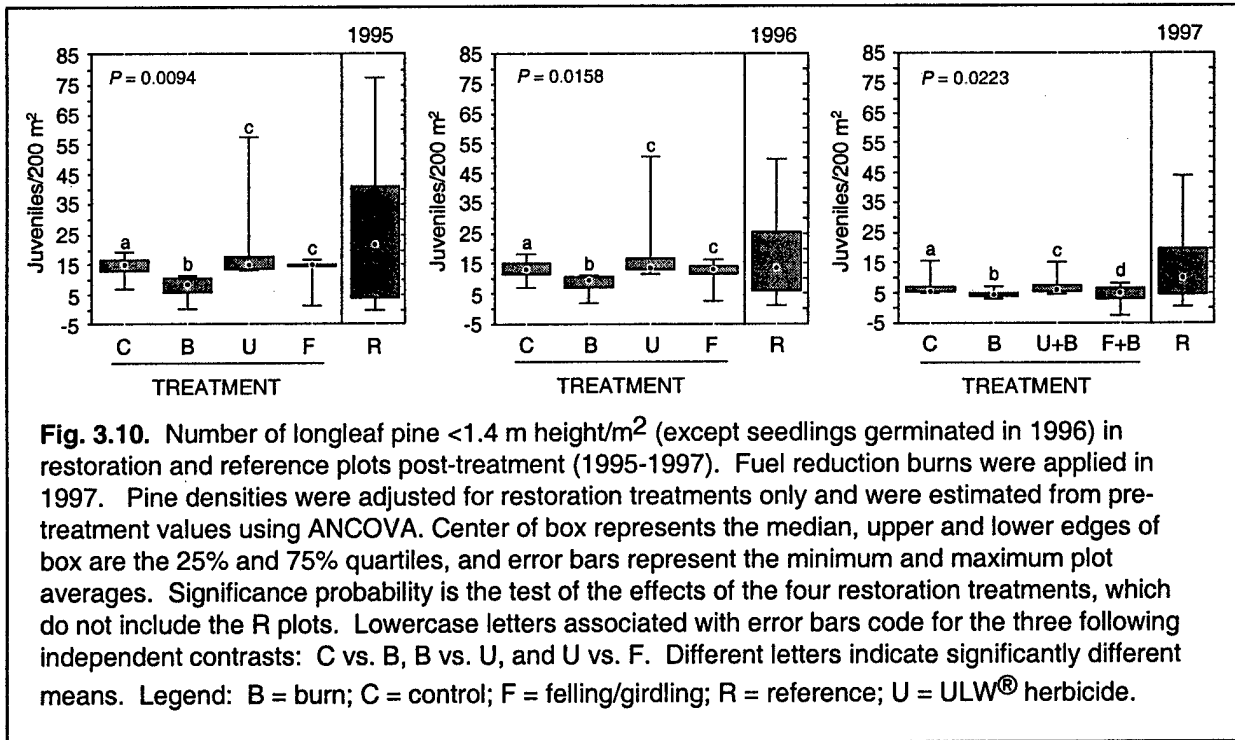 1995
85
75
65
55
45
35
25
15
5
-5
Juveniles/200 m²
P = 0.0094
a
b
c
c
C B U F R
TREATMENT
1996
85
75
65
55
45
35
25
15
5
-5
Juveniles/200 m²
P = 0.0158
a
b
c
c
C B U F R
TREATMENT
1997
85
75
65
55
45
35
25
15
5
-5
Juveniles/200 m²
P = 0.0223
a
b
c
d
C B U+B F+B R
TREATMENT
Fig. 3.10. Number of longleaf pine <1.4 m height/m² (except seedlings germinated in 1996) in
restoration and reference plots post-treatment (1995-1997). Fuel reduction burns were applied in
1997. Pine densities were adjusted for restoration treatments only and were estimated from pre-
treatment values using ANCOVA. Center of box represents the median, upper and lower edges of
box are the 25% and 75% quartiles, and error bars represent the minimum and maximum plot
averages. Significance probability is the test of the effects of the four restoration treatments, which
do not include the R plots. Lowercase letters associated with error bars code for the three following
independent contrasts: C vs. B, B vs. U, and U vs. F. Different letters indicate significantly different
means. Legend: B = burn; C = control; F = felling/girdling; R = reference; U = ULW® herbicide.